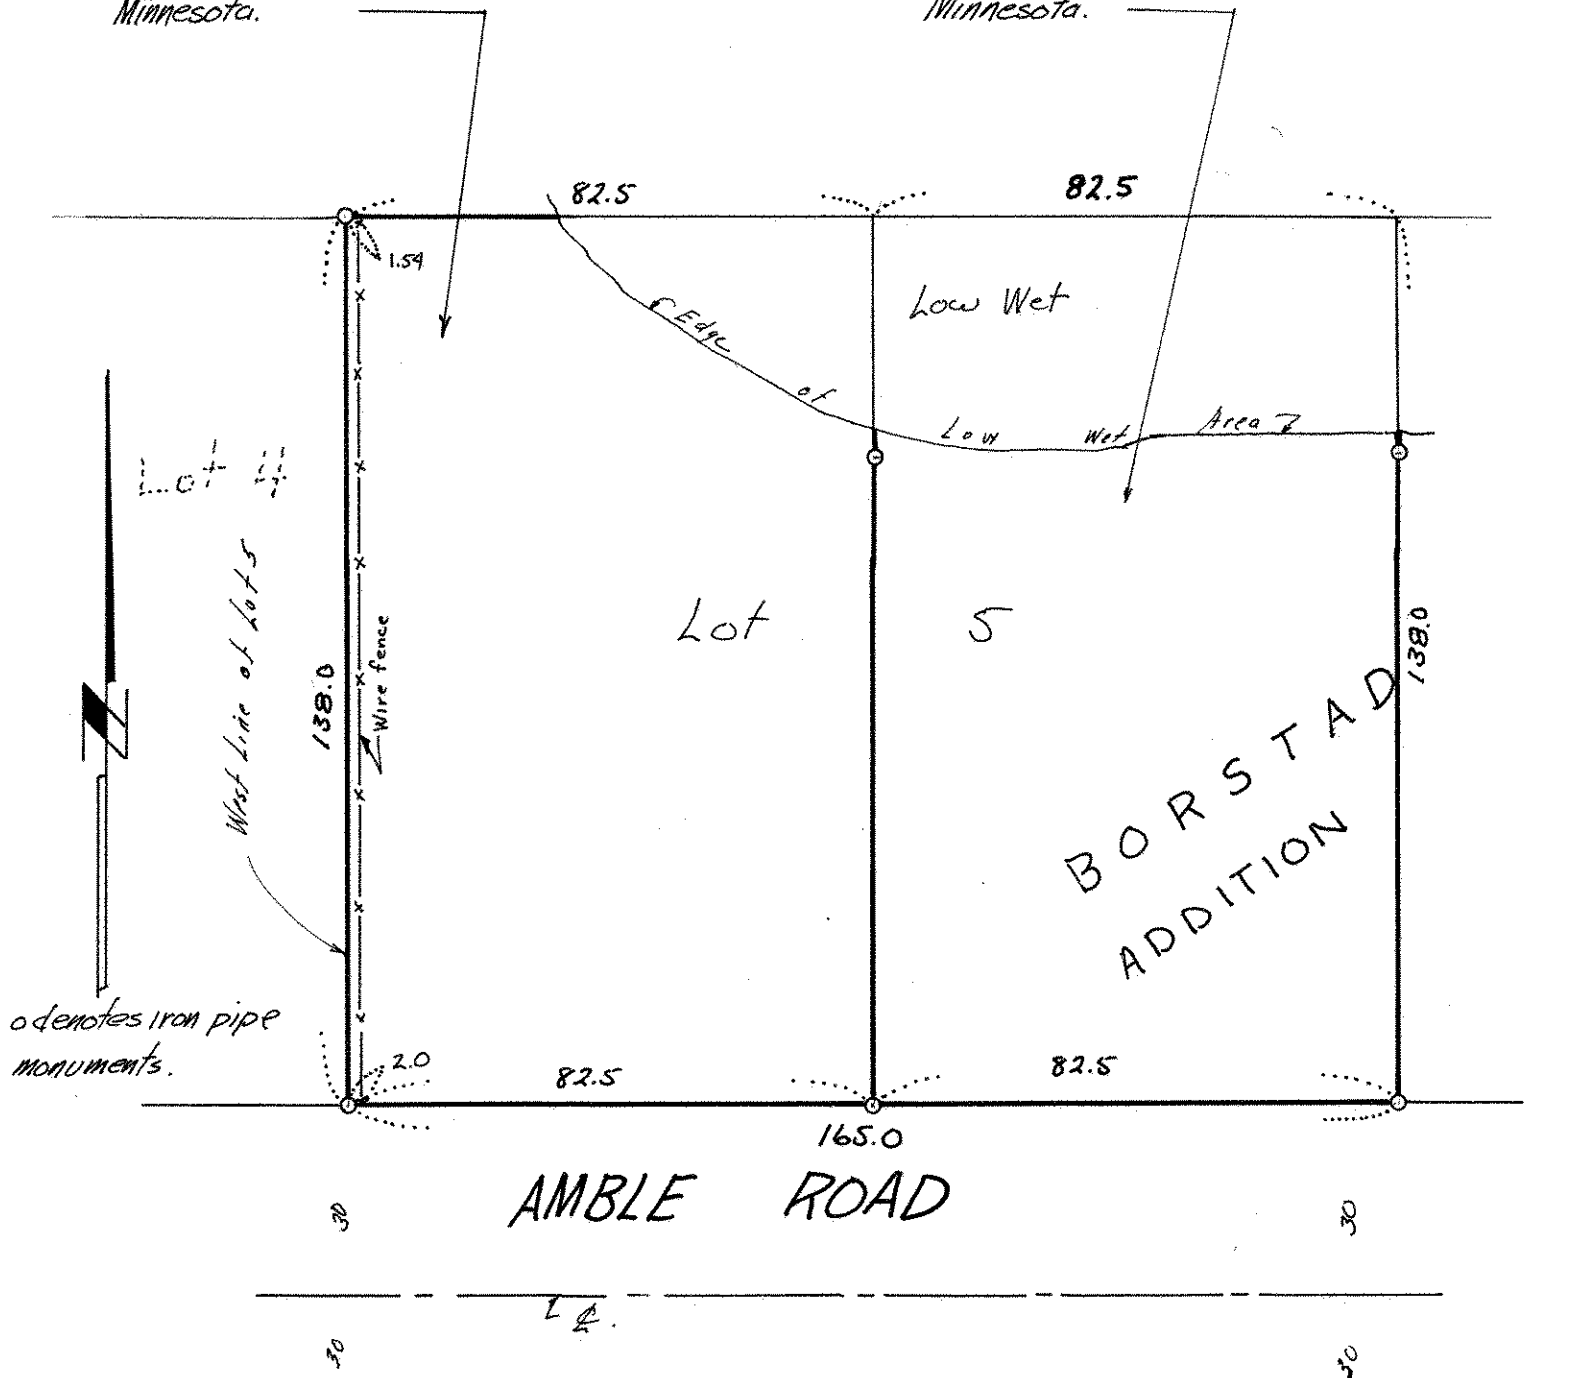 Minnesota.
Minnesota.
82.5
82.5
1.54
Low Wet
Edge of Low Wet Area
Lot 4
West Line of Lot 5
138.0
Wire fence
Lot 5
138.0
BORSTAD
ADDITION
o denotes iron pipe
monuments.
2.0
82.5
82.5
165.0
AMBLE ROAD
30
30
℄.
30
30